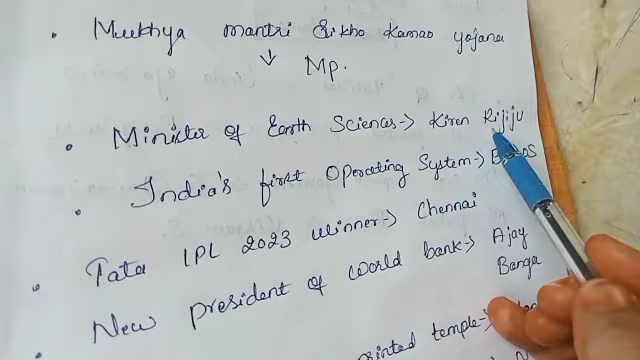 Mukhya mantri Sikho Kamao yojana
↓ Mp.
Minister of Earth Sciences-> Kiren Rijiju
India's first Operating System->
Tata IPL 2023 Winner-> Chennai
New president of World bank-> Ajay
Banga
temple->